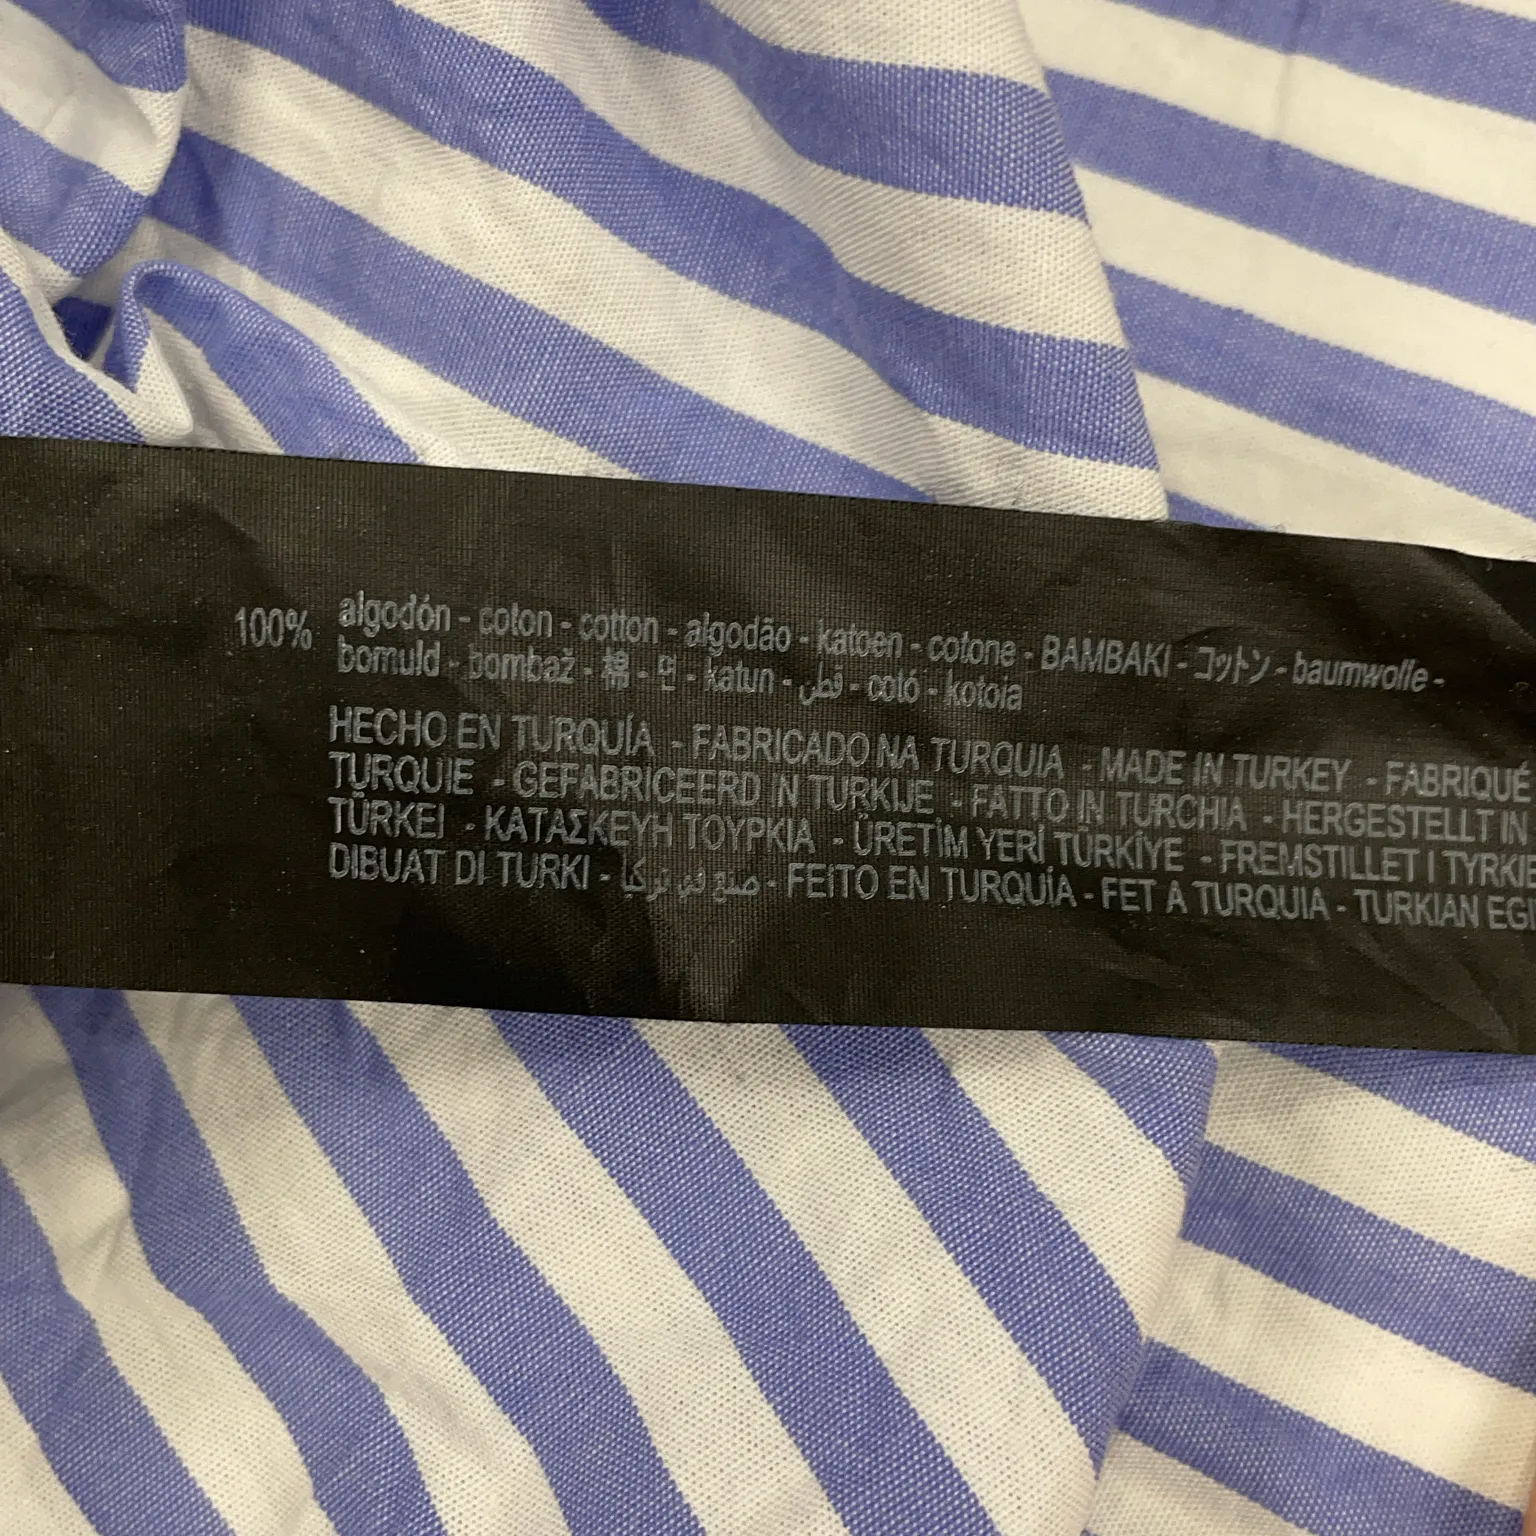 100% algodón - coton - cotton - algodão - katoen - cotone - BAMBAKI - コットン - baumwolle -
bomuld - bombaž - 棉 - 면 - katun - قطن - cotó - kotoia
HECHO EN TURQUÍA - FABRICADO NA TURQUIA - MADE IN TURKEY - FABRIQUÉ
TURQUIE - GEFABRICEERD IN TURKIJE - FATTO IN TURCHIA - HERGESTELLT IN
TÜRKEI - ΚΑΤΑΣΚΕΥΗ ΤΟΥΡΚΙΑ - ÜRETİM YERİ TÜRKİYE - FREMSTILLET I TYRKIE
DIBUAT DI TURKI - صنع في تركيا - FEITO EN TURQUÍA - FET A TURQUIA - TURKIAN EGI